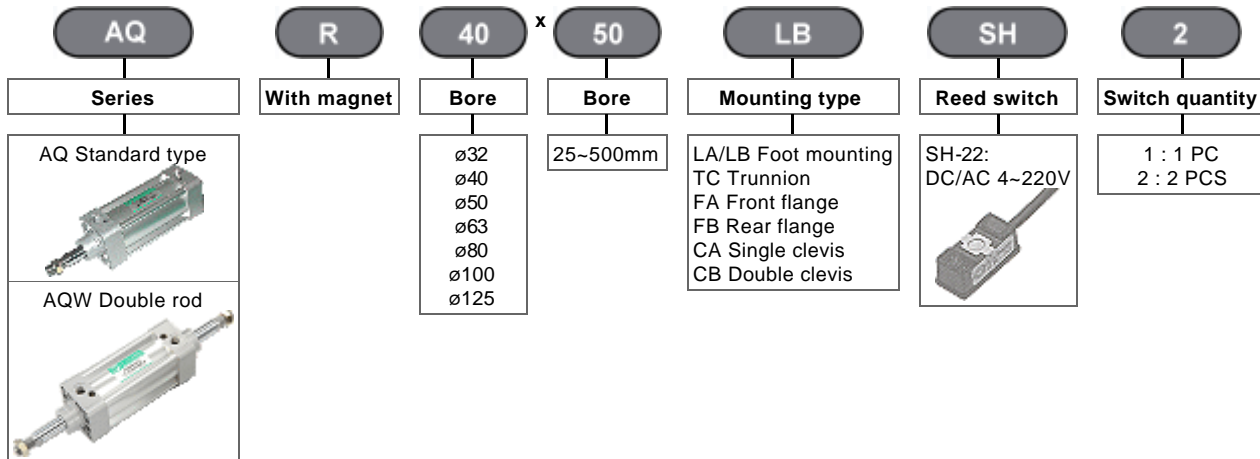 AQ R 40 x 50 LB SH 2
Series With magnet Bore Bore Mounting type Reed switch Switch quantity
AQ Standard type
AQW Double rod
ø32
ø40
ø50
ø63
ø80
ø100
ø125
25~500mm
LA/LB Foot mounting
TC Trunnion
FA Front flange
FB Rear flange
CA Single clevis
CB Double clevis
SH-22:
DC/AC 4~220V
1 : 1 PC
2 : 2 PCS